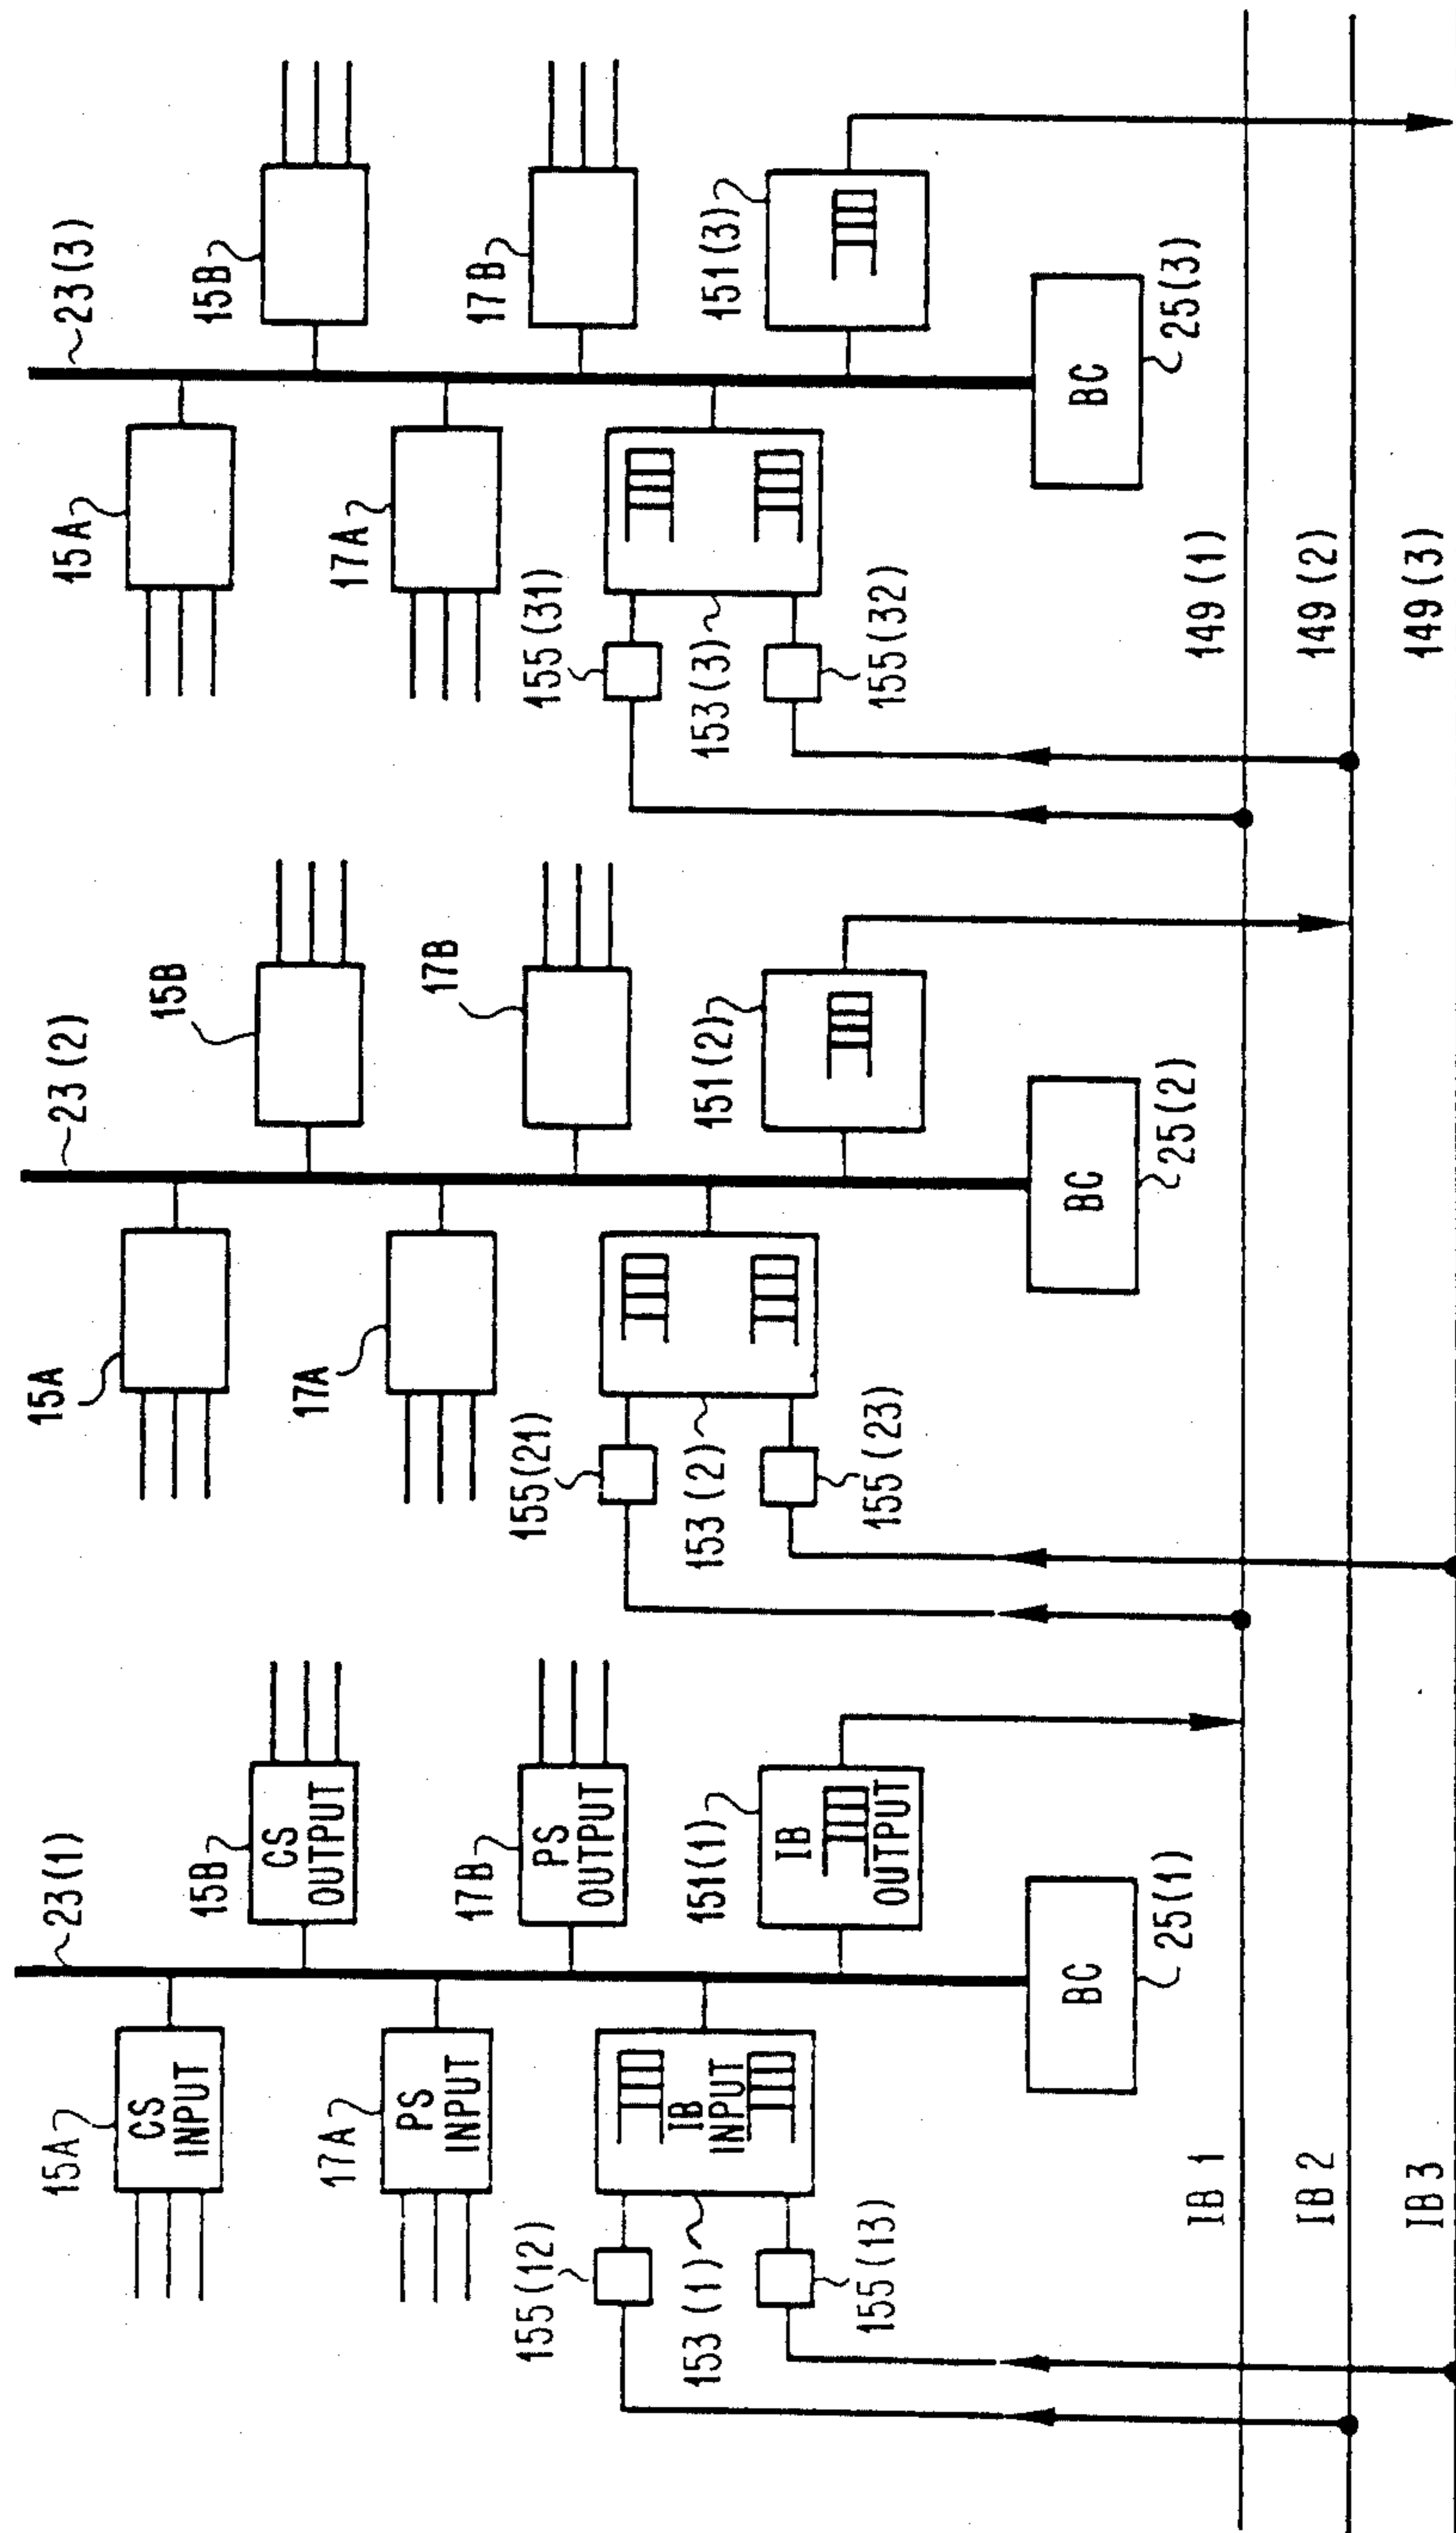 23(1)
15A
CS
INPUT
15B
CS
OUTPUT
17A
PS
INPUT
17B
PS
OUTPUT
155(12)
IB
INPUT
151(1)
IB
OUTPUT
153(1)
155(13)
BC
25(1)
23(2)
15A
15B
17A
17B
155(21)
151(2)
153(2)
155(23)
BC
25(2)
23(3)
15A
15B
17A
17B
155(31)
151(3)
153(3)
155(32)
BC
25(3)
IB 1
149(1)
IB 2
149(2)
IB 3
149(3)